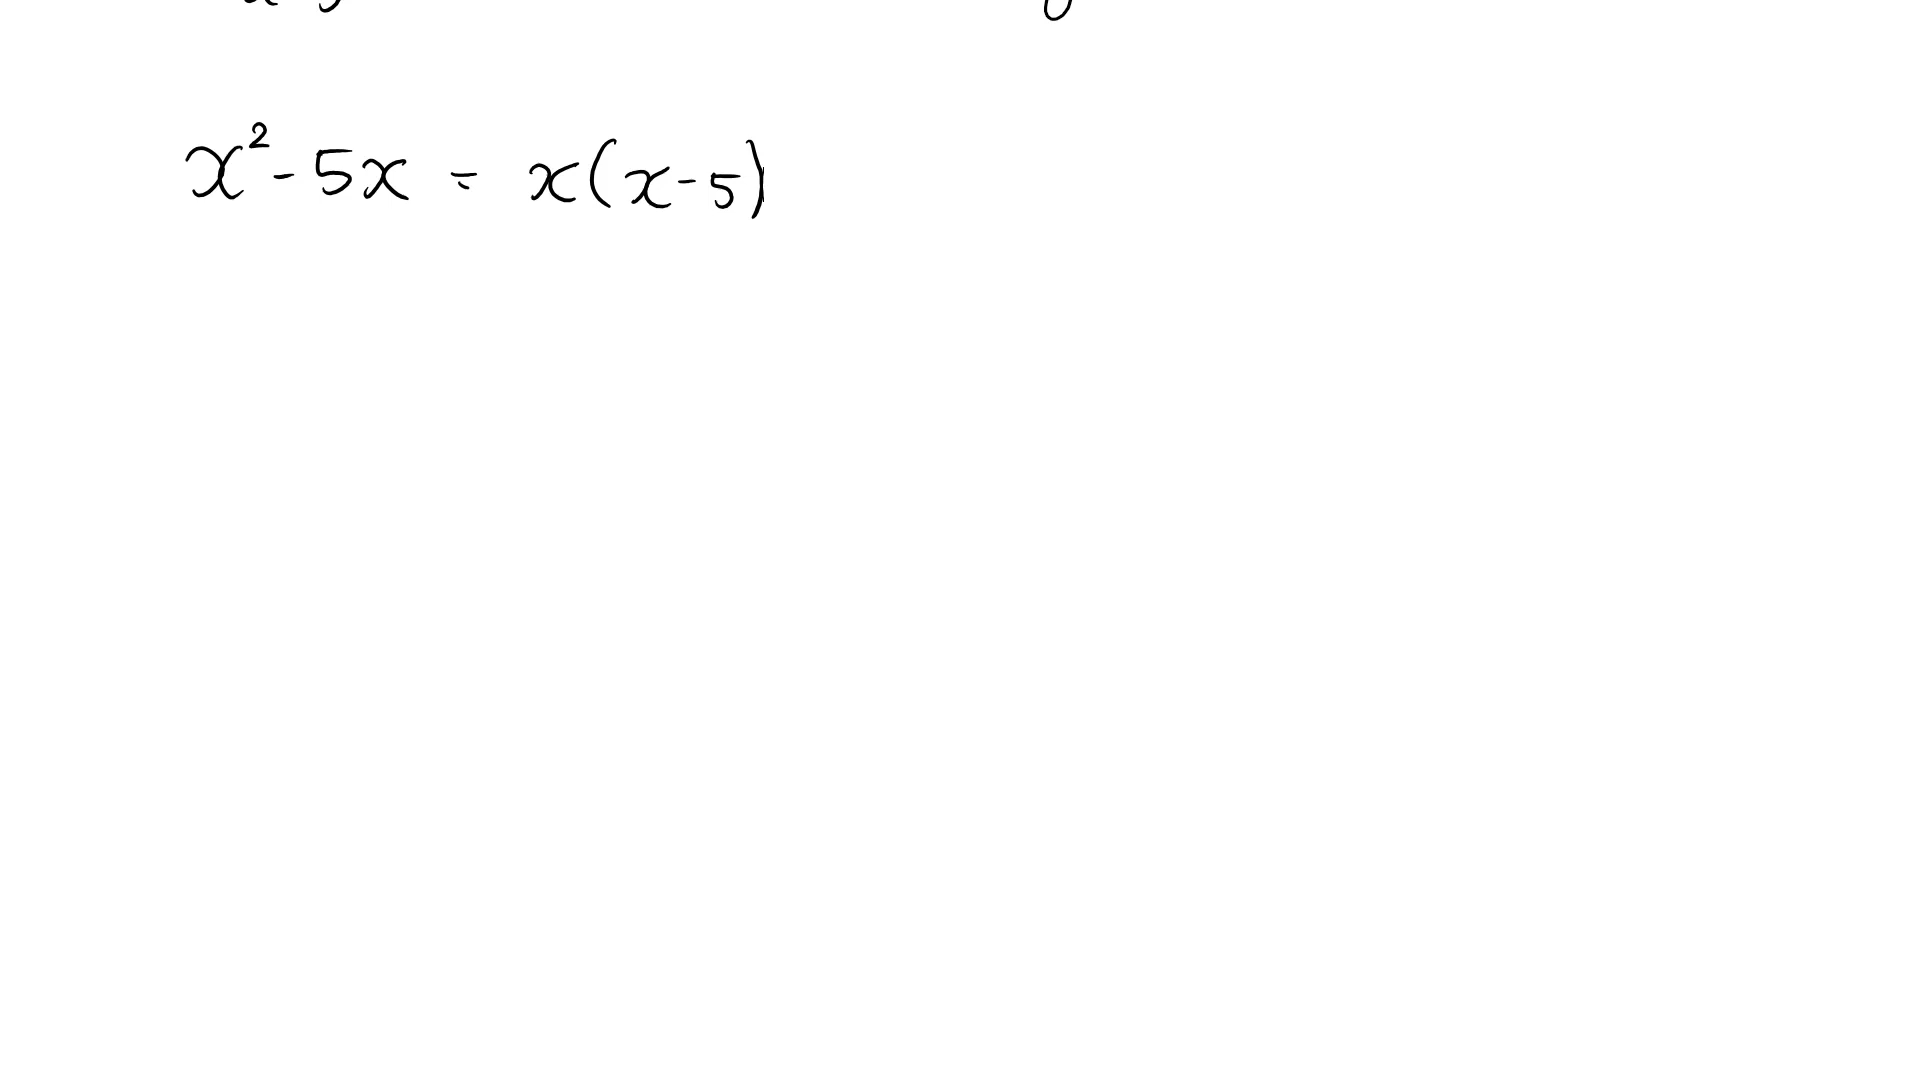 x² - 5x = x(x-5)